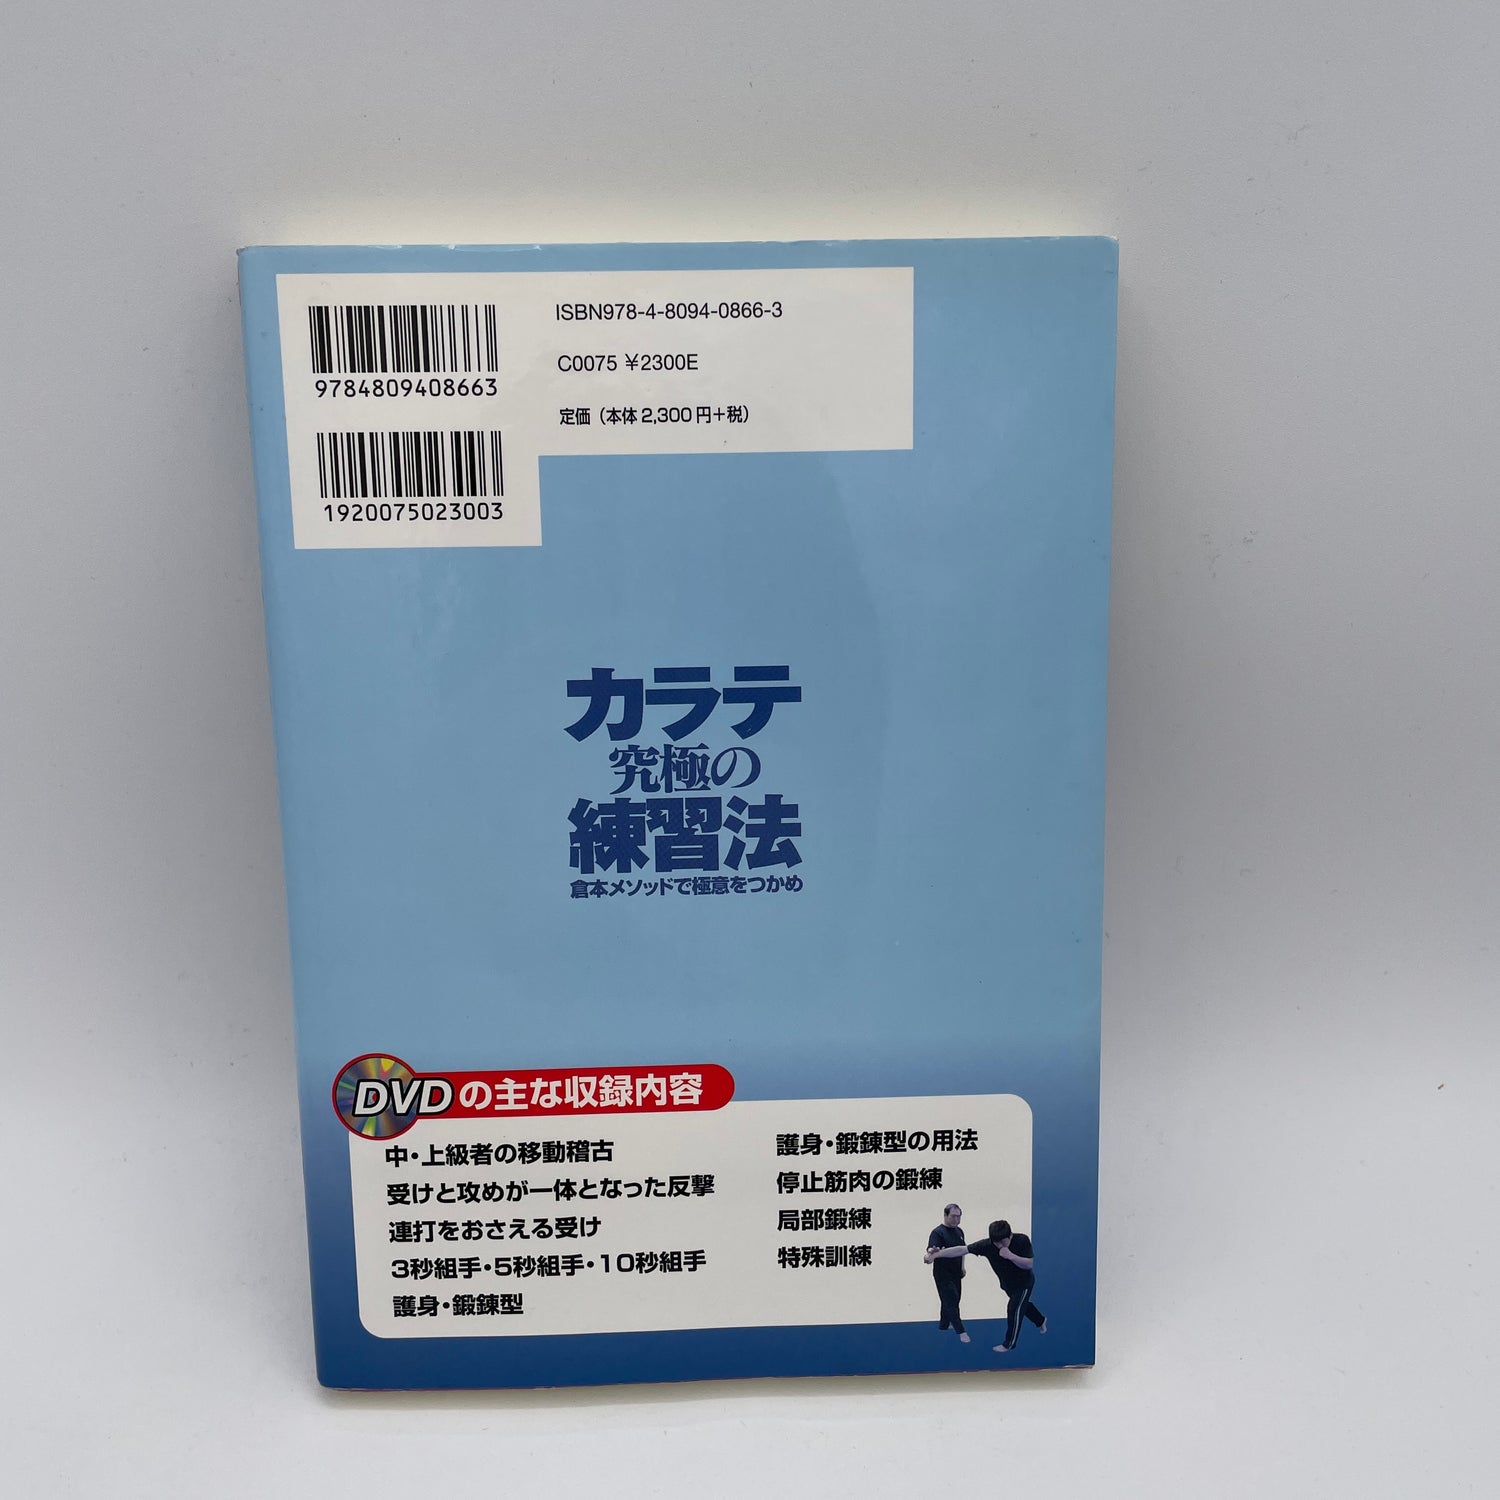 ISBN978-4-8094-0866-3
C0075 ¥2300E
定価(本体2,300円+税)
9784809408663
1920075023003
カラテ
究極の
練習法
倉本メソッドで極意をつかめ
DVDの主な収録内容
中・上級者の移動稽古
受けと攻めが一体となった反撃
連打をおさえる受け
3秒組手・5秒組手・10秒組手
護身・鍛錬型
護身・鍛錬型の用法
停止筋肉の鍛練
局部鍛練
特殊訓練